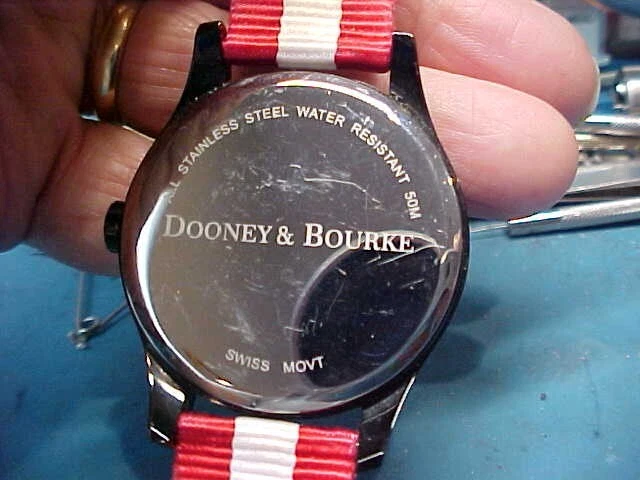 ALL STAINLESS STEEL WATER RESISTANT 50M
DOONEY & BOURKE
SWISS MOVT